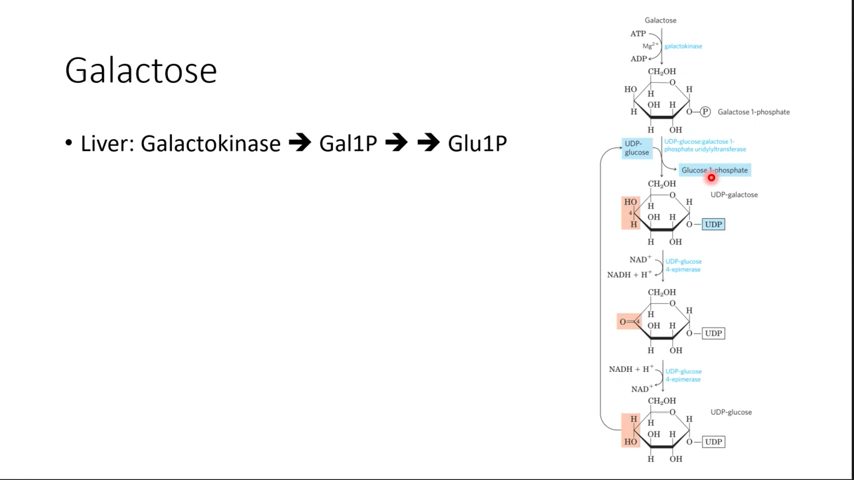 Galactose
• Liver: Galactokinase → Gal1P → → Glu1P
Galactose
ATP
Mg2+
galactokinase
ADP
CH2OH
O
HO
H
H
OH
H
H
O
P
Galactose 1-phosphate
H
OH
UDP-
glucose
UDP-glucose:galactose 1-
phosphate uridylyltransferase
Glucose 1-phosphate
CH2OH
UDP-galactose
O
HO
H
H
4
OH
H
H
O
UDP
H
OH
NAD+
UDP-glucose
4-epimerase
NADH + H+
CH2OH
O
H
H
O
4
OH
H
O
UDP
H
OH
NADH + H+
UDP-glucose
4-epimerase
NAD+
CH2OH
O
UDP-glucose
H
H
H
OH
H
HO
O
UDP
H
OH